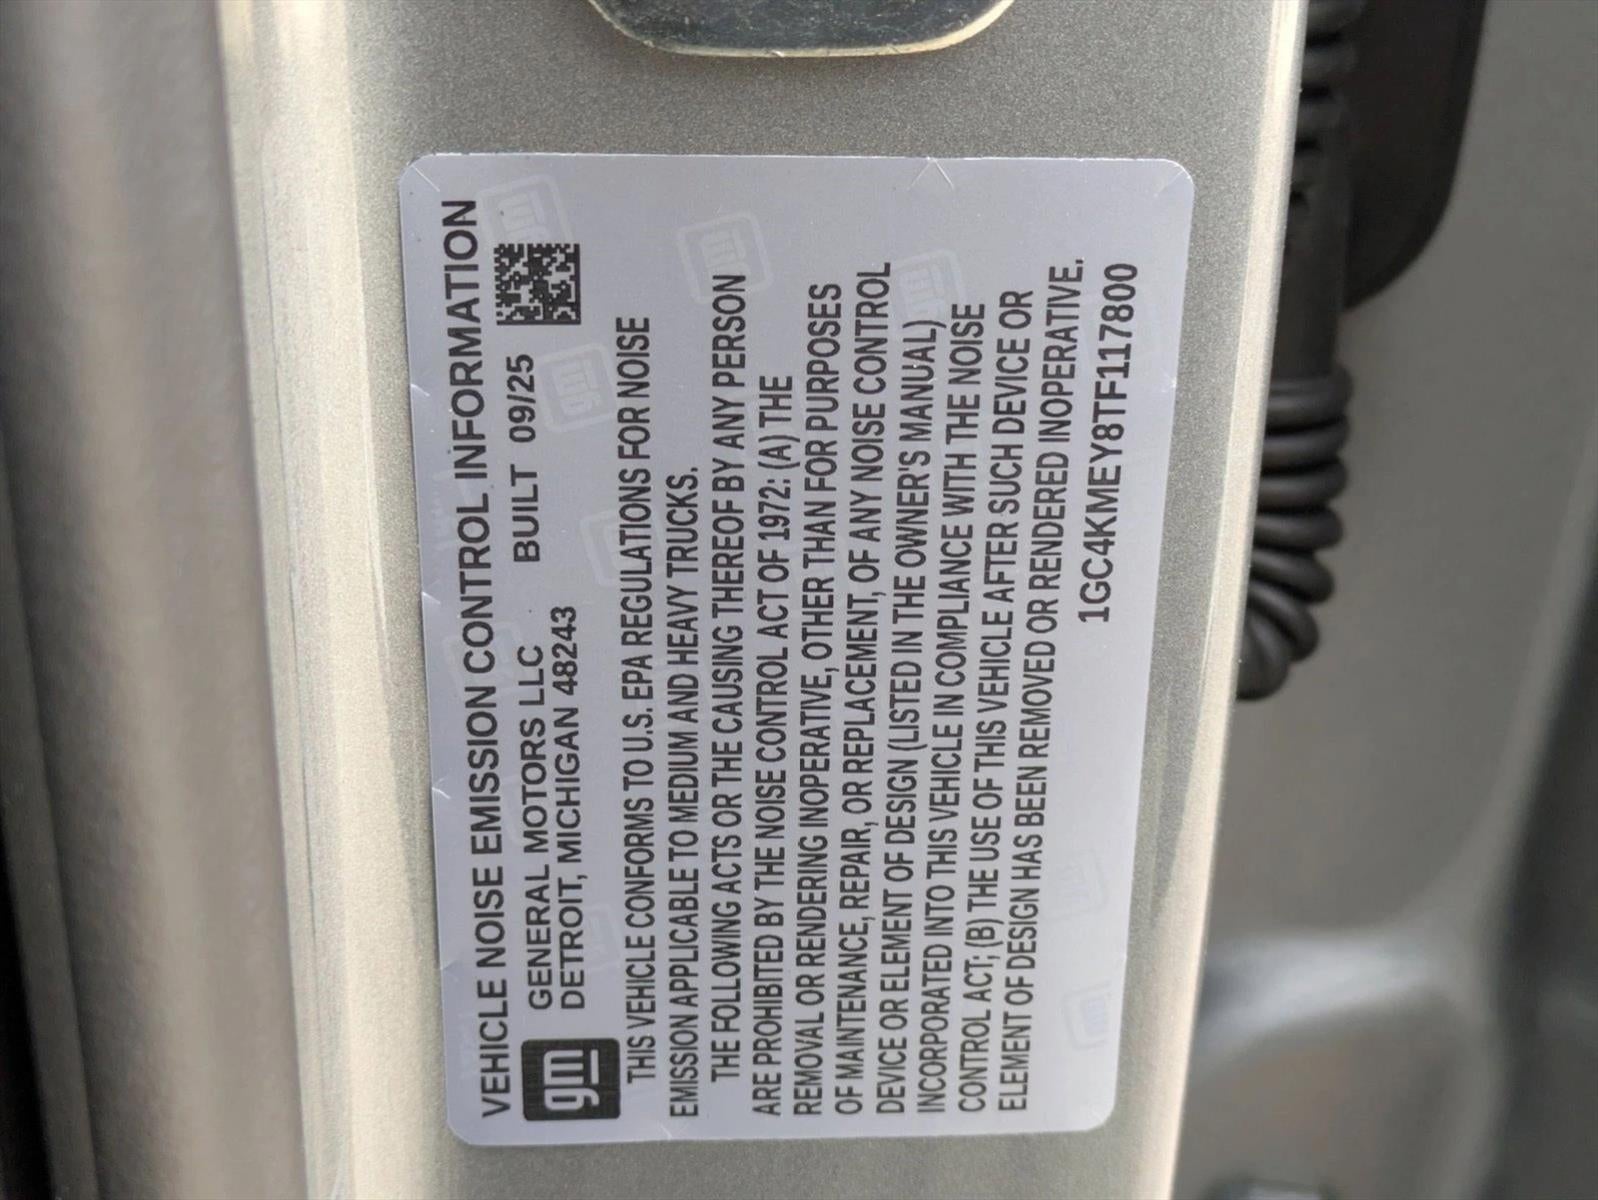 VEHICLE NOISE EMISSION CONTROL INFORMATION
gm
GENERAL MOTORS LLC BUILT 09/25
DETROIT, MICHIGAN 48243
THIS VEHICLE CONFORMS TO U.S. EPA REGULATIONS FOR NOISE
EMISSION APPLICABLE TO MEDIUM AND HEAVY TRUCKS.
THE FOLLOWING ACTS OR THE CAUSING THEREOF BY ANY PERSON
ARE PROHIBITED BY THE NOISE CONTROL ACT OF 1972: (A) THE
REMOVAL OR RENDERING INOPERATIVE, OTHER THAN FOR PURPOSES
OF MAINTENANCE, REPAIR, OR REPLACEMENT, OF ANY NOISE CONTROL
DEVICE OR ELEMENT OF DESIGN (LISTED IN THE OWNER'S MANUAL)
INCORPORATED INTO THIS VEHICLE IN COMPLIANCE WITH THE NOISE
CONTROL ACT; (B) THE USE OF THIS VEHICLE AFTER SUCH DEVICE OR
ELEMENT OF DESIGN HAS BEEN REMOVED OR RENDERED INOPERATIVE.
1GC4KMEY8TF117800